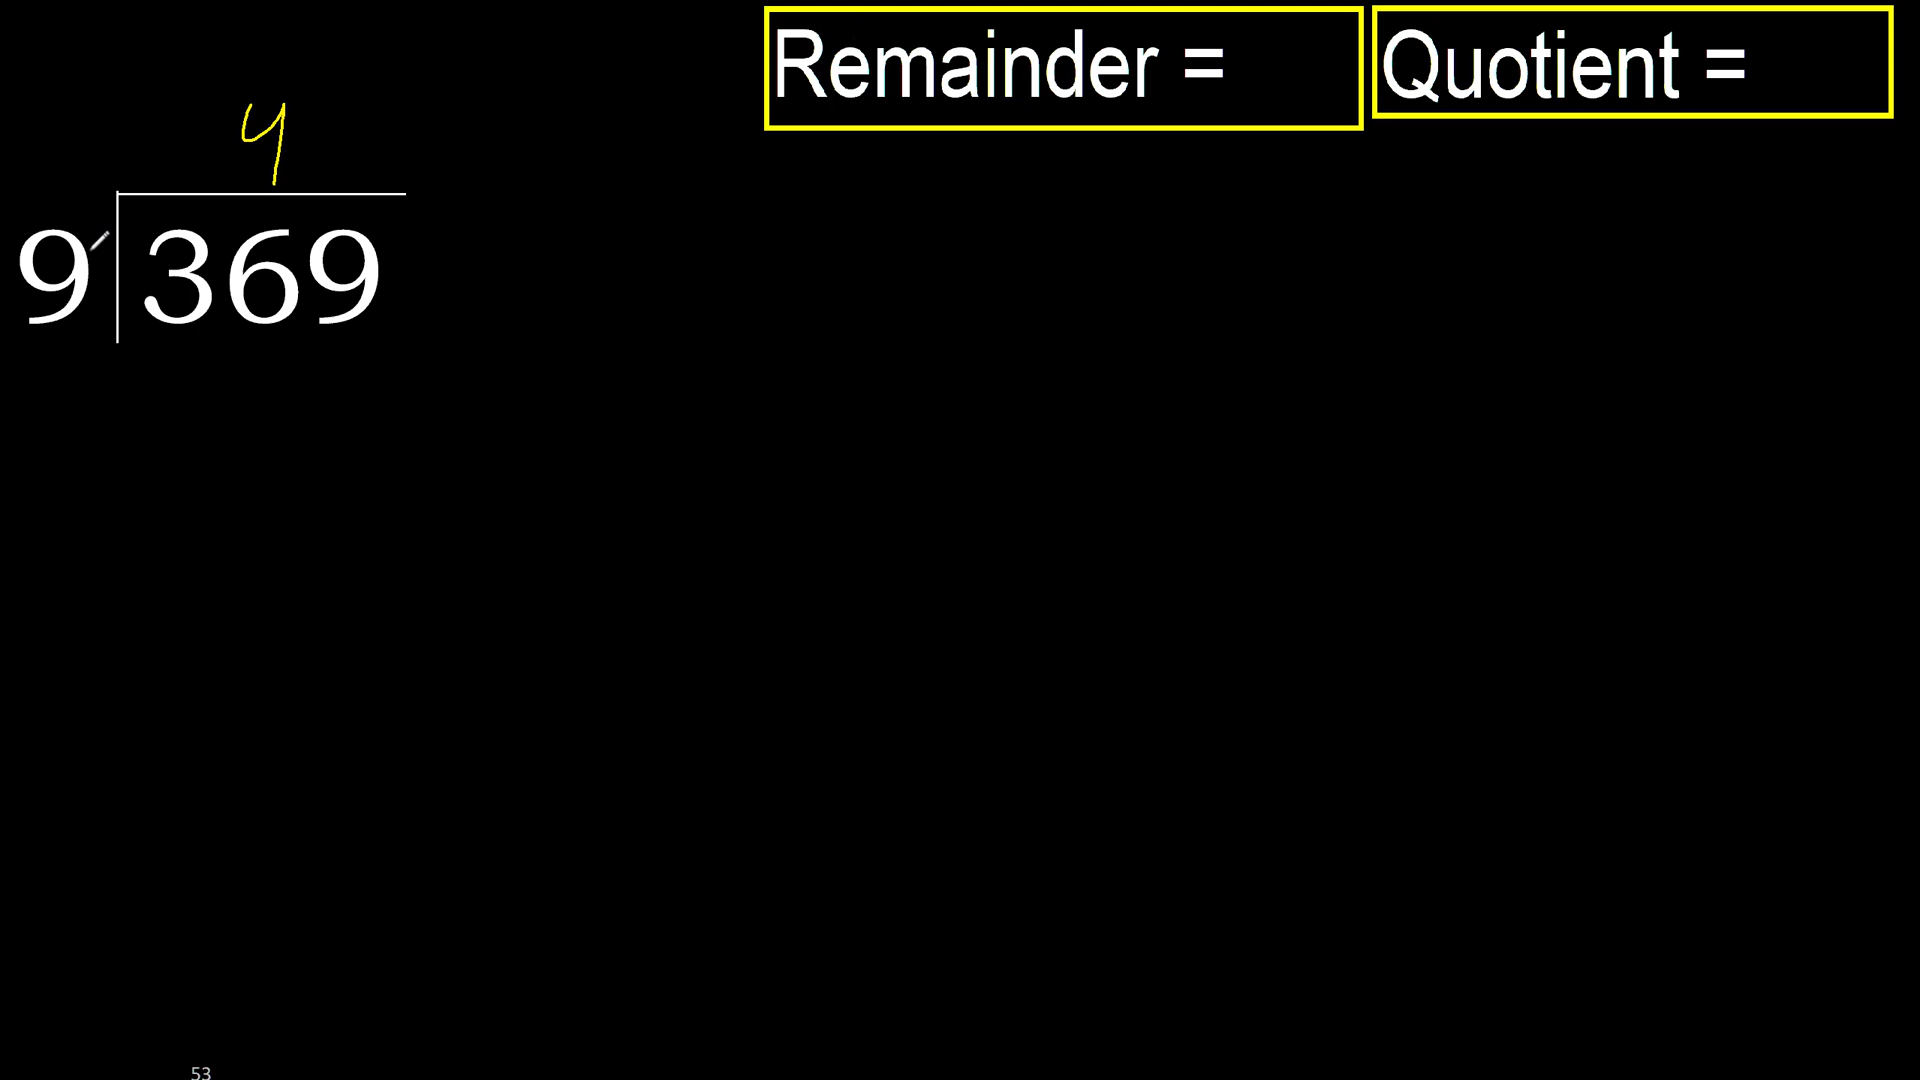 Remainder =
Quotient =
4
9 369
53